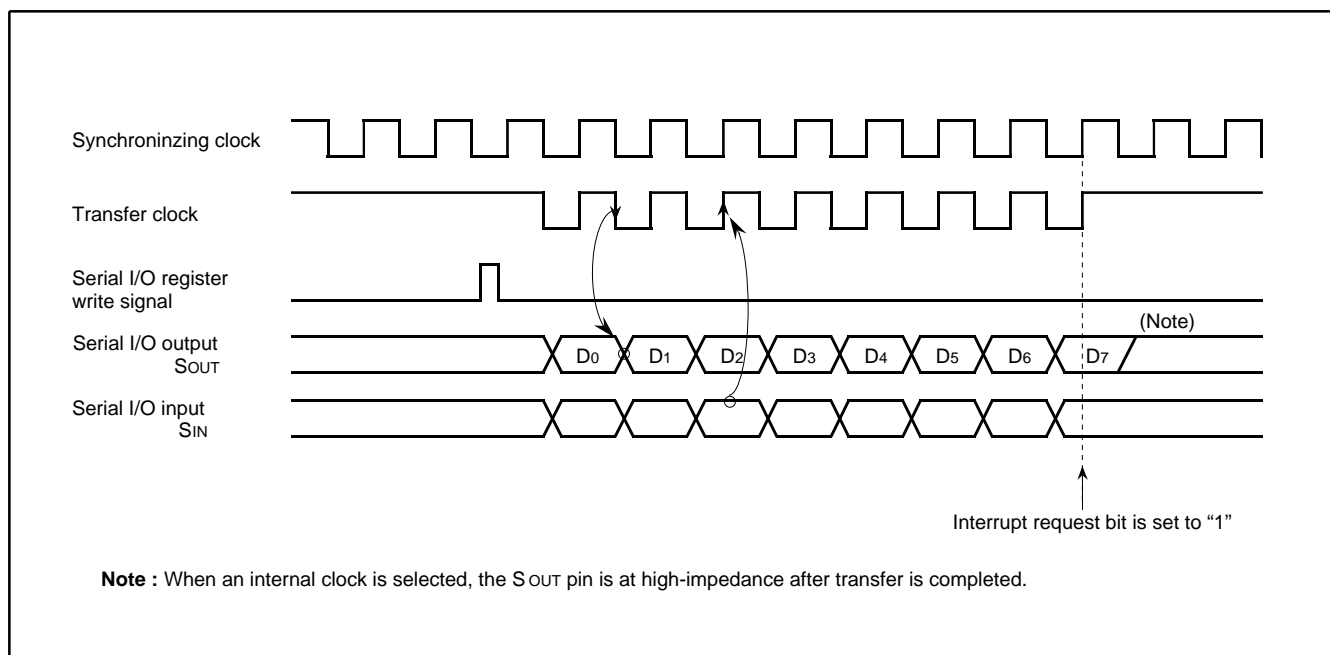 Synchroninzing clock
Transfer clock
Serial I/O register
write signal
(Note)
Serial I/O output
SOUT
D0 D1 D2 D3 D4 D5 D6 D7
Serial I/O input
SIN
Interrupt request bit is set to “1”
Note : When an internal clock is selected, the SOUT pin is at high-impedance after transfer is completed.